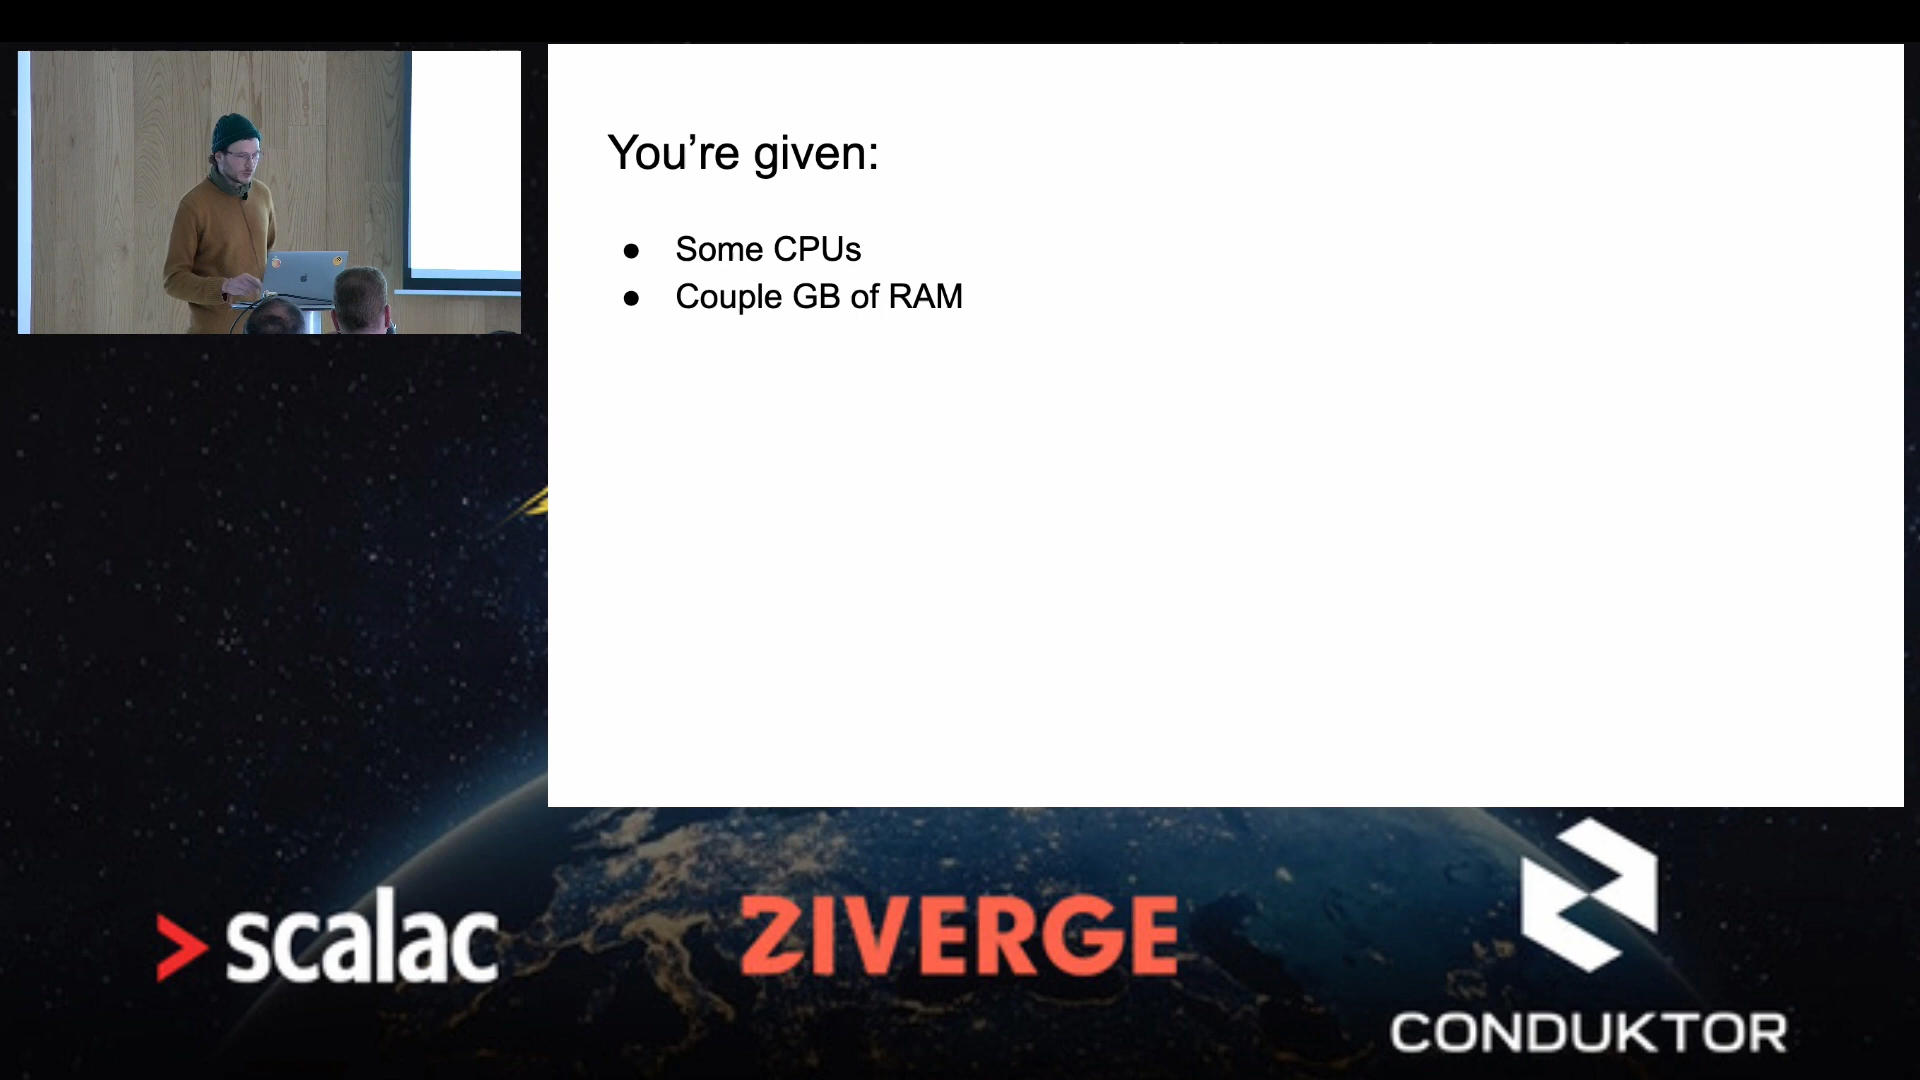 You’re given:
● Some CPUs
● Couple GB of RAM
scalac
ZIVERGE
CONDUKTOR